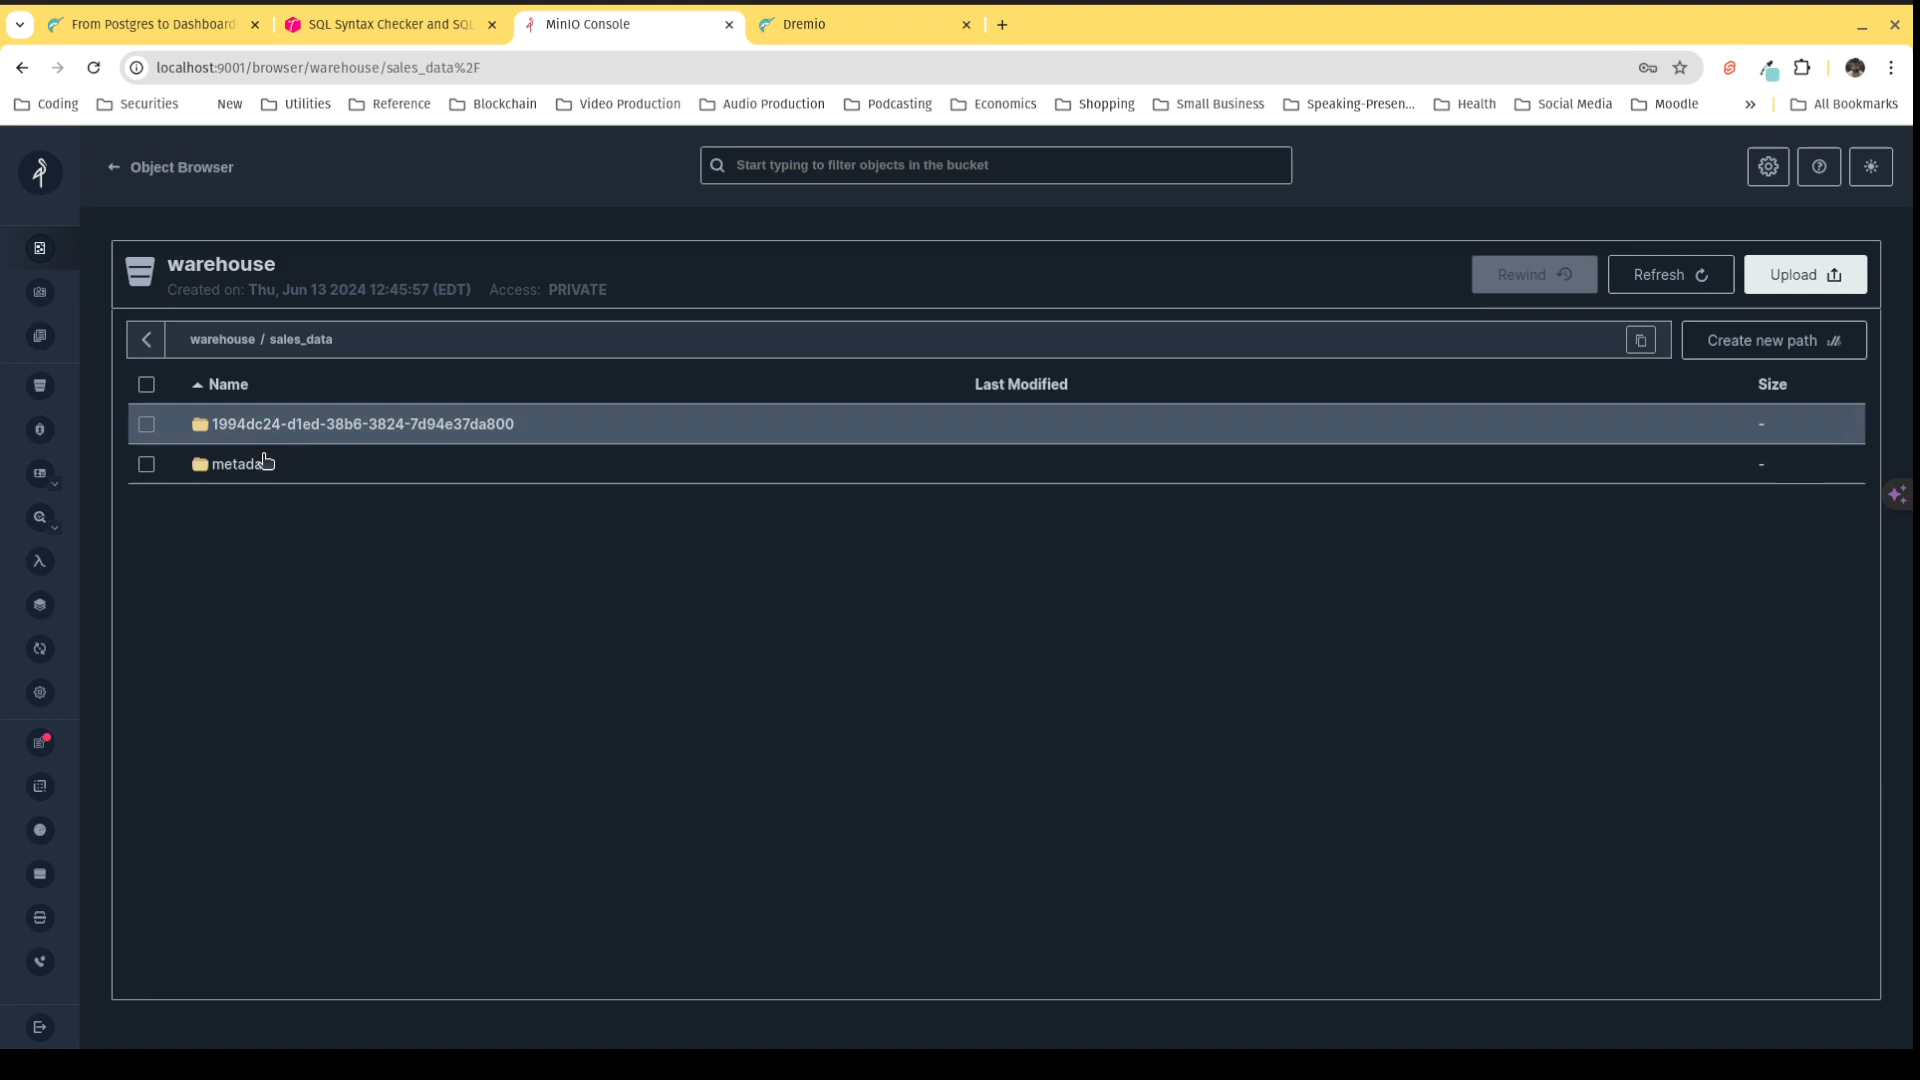 From Postgres to Dashboard
SQL Syntax Checker and SQL
MinIO Console
Dremio
localhost:9001/browser/warehouse/sales_data%2F
Coding
Securities
New
Utilities
Reference
Blockchain
Video Production
Audio Production
Podcasting
Economics
Shopping
Small Business
Speaking-Presen...
Health
Social Media
Moodle
All Bookmarks
Object Browser
Start typing to filter objects in the bucket
warehouse
Created on: Thu, Jun 13 2024 12:45:57 (EDT) Access: PRIVATE
Rewind
Refresh
Upload
warehouse / sales_data
Create new path
Name
Last Modified
Size
1994dc24-d1ed-38b6-3824-7d94e37da800
-
-